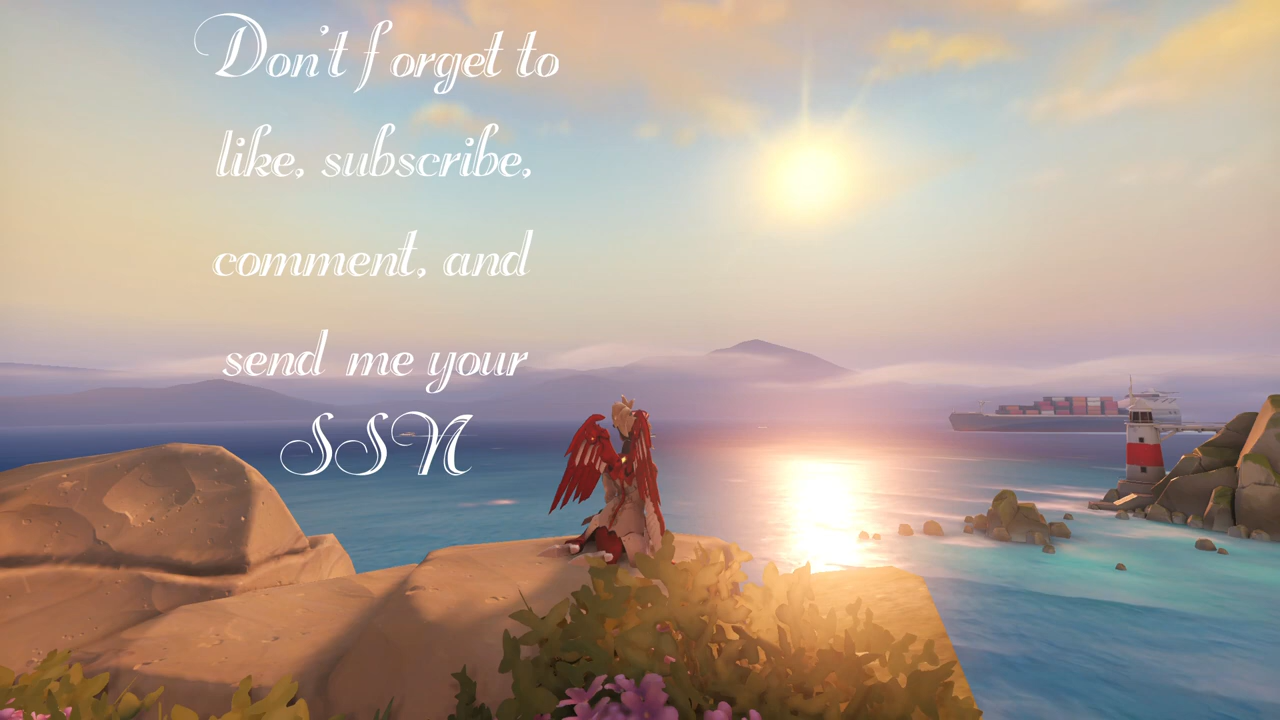 Don't forget to
like, subscribe,
comment, and
send me your
SSN